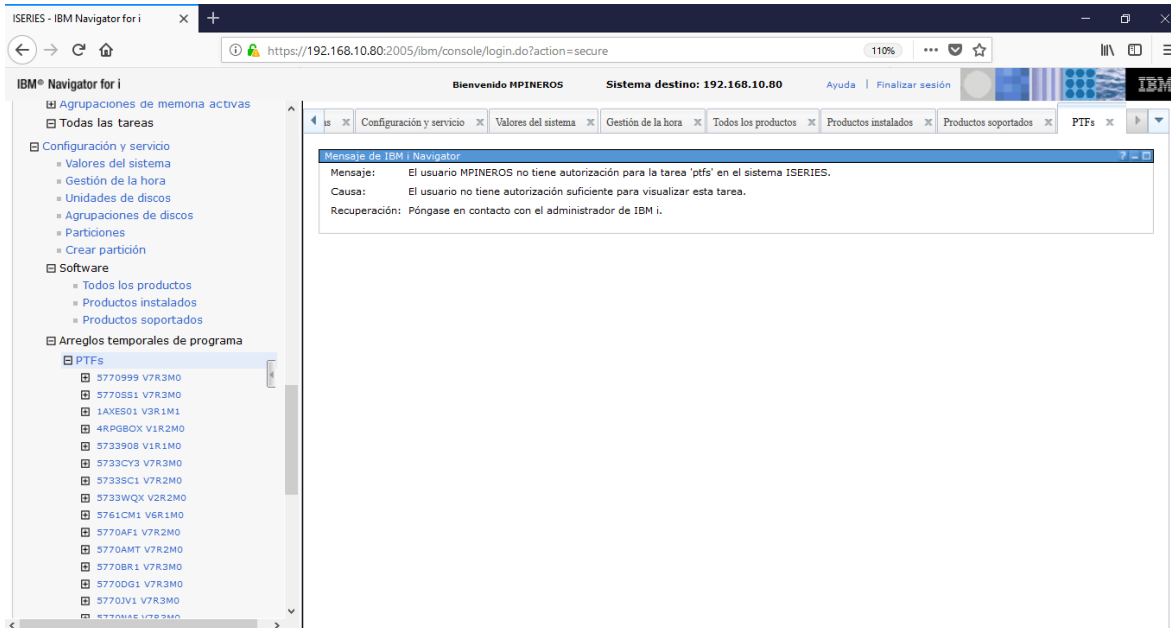 ISERIES - IBM Navigator for i
https://192.168.10.80:2005/ibm/console/login.do?action=secure
110%
IBM® Navigator for i
Bienvenido MPINEROS
Sistema destino: 192.168.10.80
Ayuda | Finalizar sesión
IBM
Configuración y servicio
Valores del sistema
Gestión de la hora
Todos los productos
Productos instalados
Productos soportados
PTFs
Agrupaciones de memoria activas
Todas las tareas
Configuración y servicio
Valores del sistema
Gestión de la hora
Unidades de discos
Agrupaciones de discos
Particiones
Crear partición
Software
Todos los productos
Productos instalados
Productos soportados
Arreglos temporales de programa
PTFs
5770999 V7R3M0
5770SS1 V7R3M0
1AXES01 V3R1M1
4RPGBOX V1R2M0
5733908 V1R1M0
5733CY3 V7R3M0
5733SC1 V7R2M0
5733WQX V2R2M0
5761CM1 V6R1M0
5770AF1 V7R2M0
5770AMT V7R2M0
5770BR1 V7R3M0
5770DG1 V7R3M0
5770JV1 V7R3M0
Mensaje de IBM i Navigator
Mensaje: El usuario MPINEROS no tiene autorización para la tarea 'ptfs' en el sistema ISERIES.
Causa: El usuario no tiene autorización suficiente para visualizar esta tarea.
Recuperación: Póngase en contacto con el administrador de IBM i.